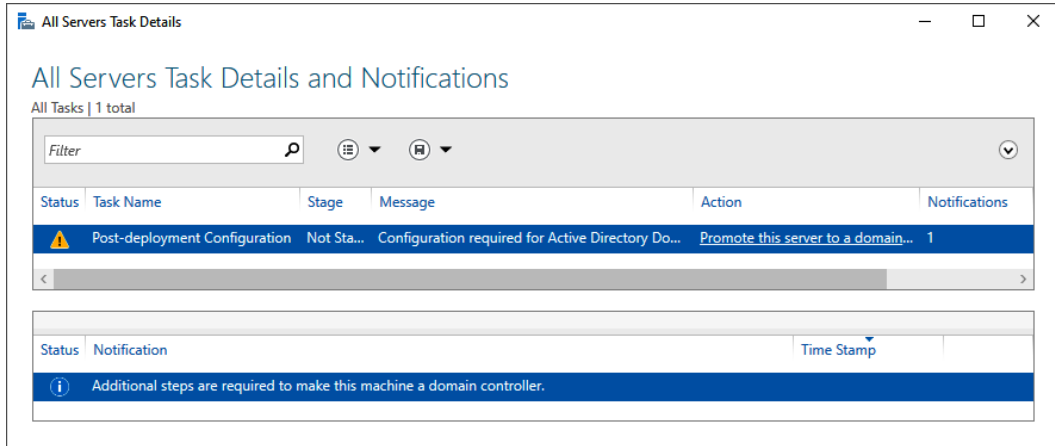 All Servers Task Details
All Servers Task Details and Notifications
All Tasks | 1 total
Filter
Status Task Name Stage Message Action Notifications
Post-deployment Configuration Not Sta... Configuration required for Active Directory Do... Promote this server to a domain... 1
Status Notification Time Stamp
Additional steps are required to make this machine a domain controller.